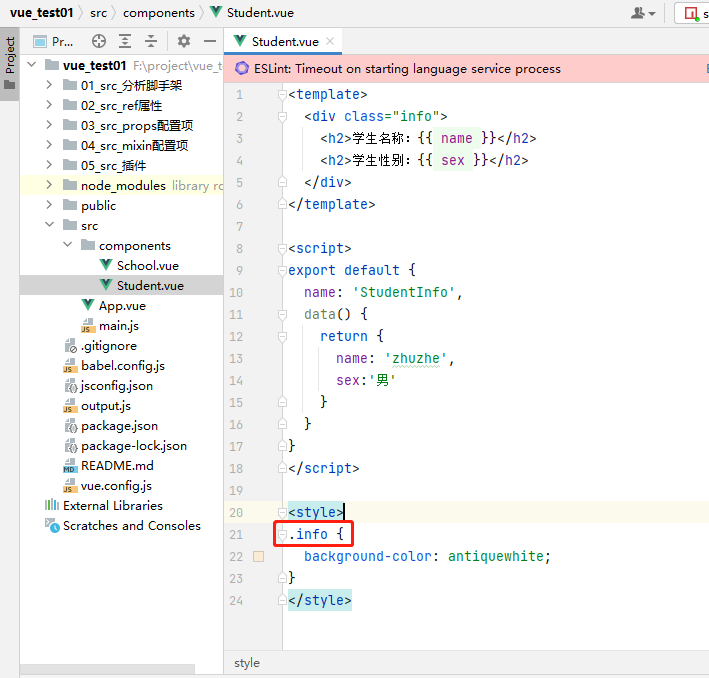 vue_test01 〉 src 〉 components 〉 Student.vue
Project
Pr...
Student.vue
vue_test01 F:\project\vue_t
01_src_分析脚手架
02_src_ref属性
03_src_props配置项
04_src_mixin配置项
05_src_插件
node_modules library ro
public
src
components
School.vue
Student.vue
App.vue
main.js
.gitignore
babel.config.js
jsconfig.json
output.js
package.json
package-lock.json
README.md
vue.config.js
External Libraries
Scratches and Consoles
ESLint: Timeout on starting language service process
1 <template>
2 <div class="info">
3 <h2>学生名称：{{ name }}</h2>
4 <h2>学生性别：{{ sex }}</h2>
5 </div>
6 </template>
7
8 <script>
9 export default {
10 name: 'StudentInfo',
11 data() {
12 return {
13 name: 'zhuzhe',
14 sex:'男'
15 }
16 }
17 }
18 </script>
19
20 <style>
21 .info {
22 background-color: antiquewhite;
23 }
24 </style>
style